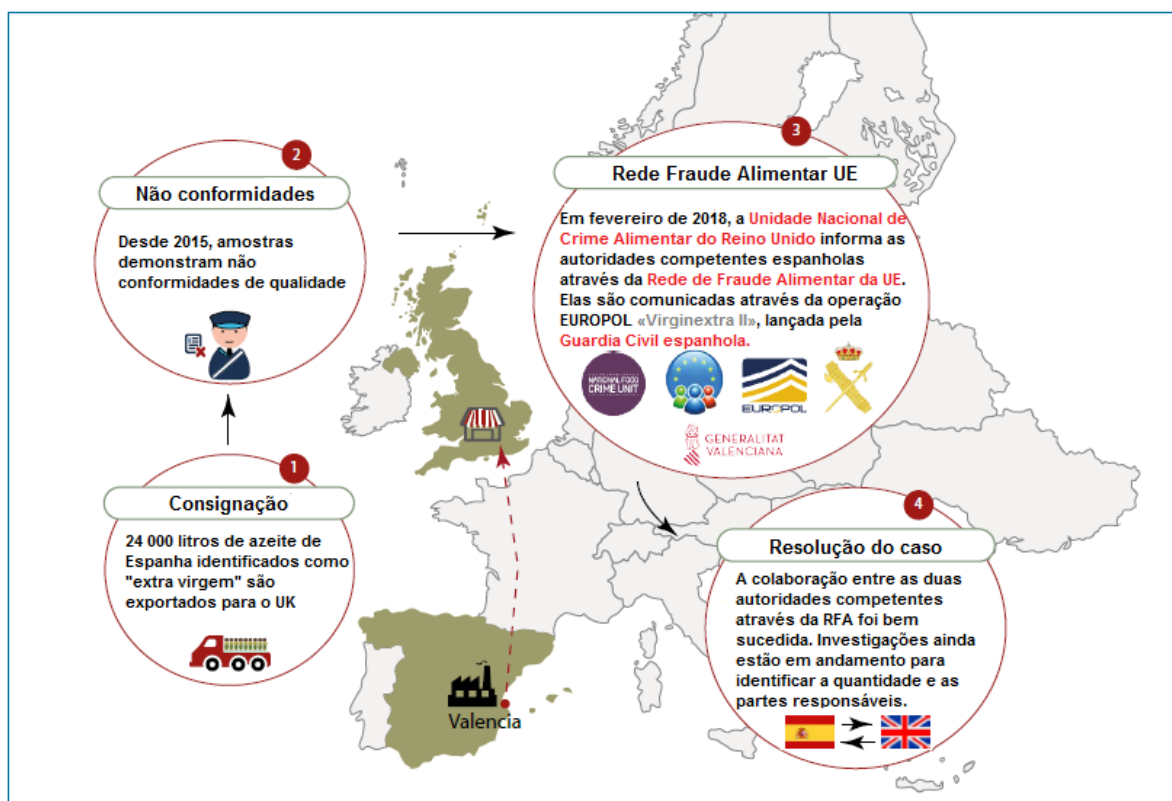 1
Consignação
24 000 litros de azeite de
Espanha identificados como
"extra virgem" são
exportados para o UK
2
Não conformidades
Desde 2015, amostras
demonstram não
conformidades de qualidade
3
Rede Fraude Alimentar UE
Em fevereiro de 2018, a Unidade Nacional de
Crime Alimentar do Reino Unido informa as
autoridades competentes espanholas
através da Rede de Fraude Alimentar da UE.
Elas são comunicadas através da operação
EUROPOL «Virginextra II», lançada pela
Guardia Civil espanhola.
NATIONAL FOOD
CRIME UNIT
EUROPOL
GENERALITAT
VALENCIANA
4
Resolução do caso
A colaboração entre as duas
autoridades competentes
através da RFA foi bem
sucedida. Investigações ainda
estão em andamento para
identificar a quantidade e as
partes responsáveis.
Valencia